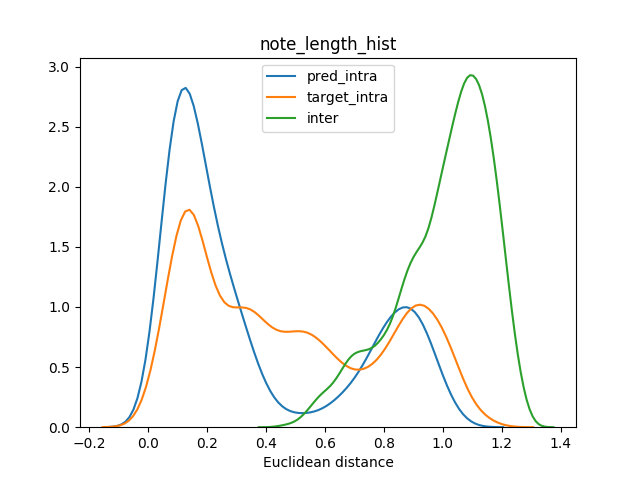 note_length_hist
3.0
2.5
2.0
1.5
1.0
0.5
0.0
pred_intra
target_intra
inter
−0.2 0.0 0.2 0.4 0.6 0.8 1.0 1.2 1.4
Euclidean distance